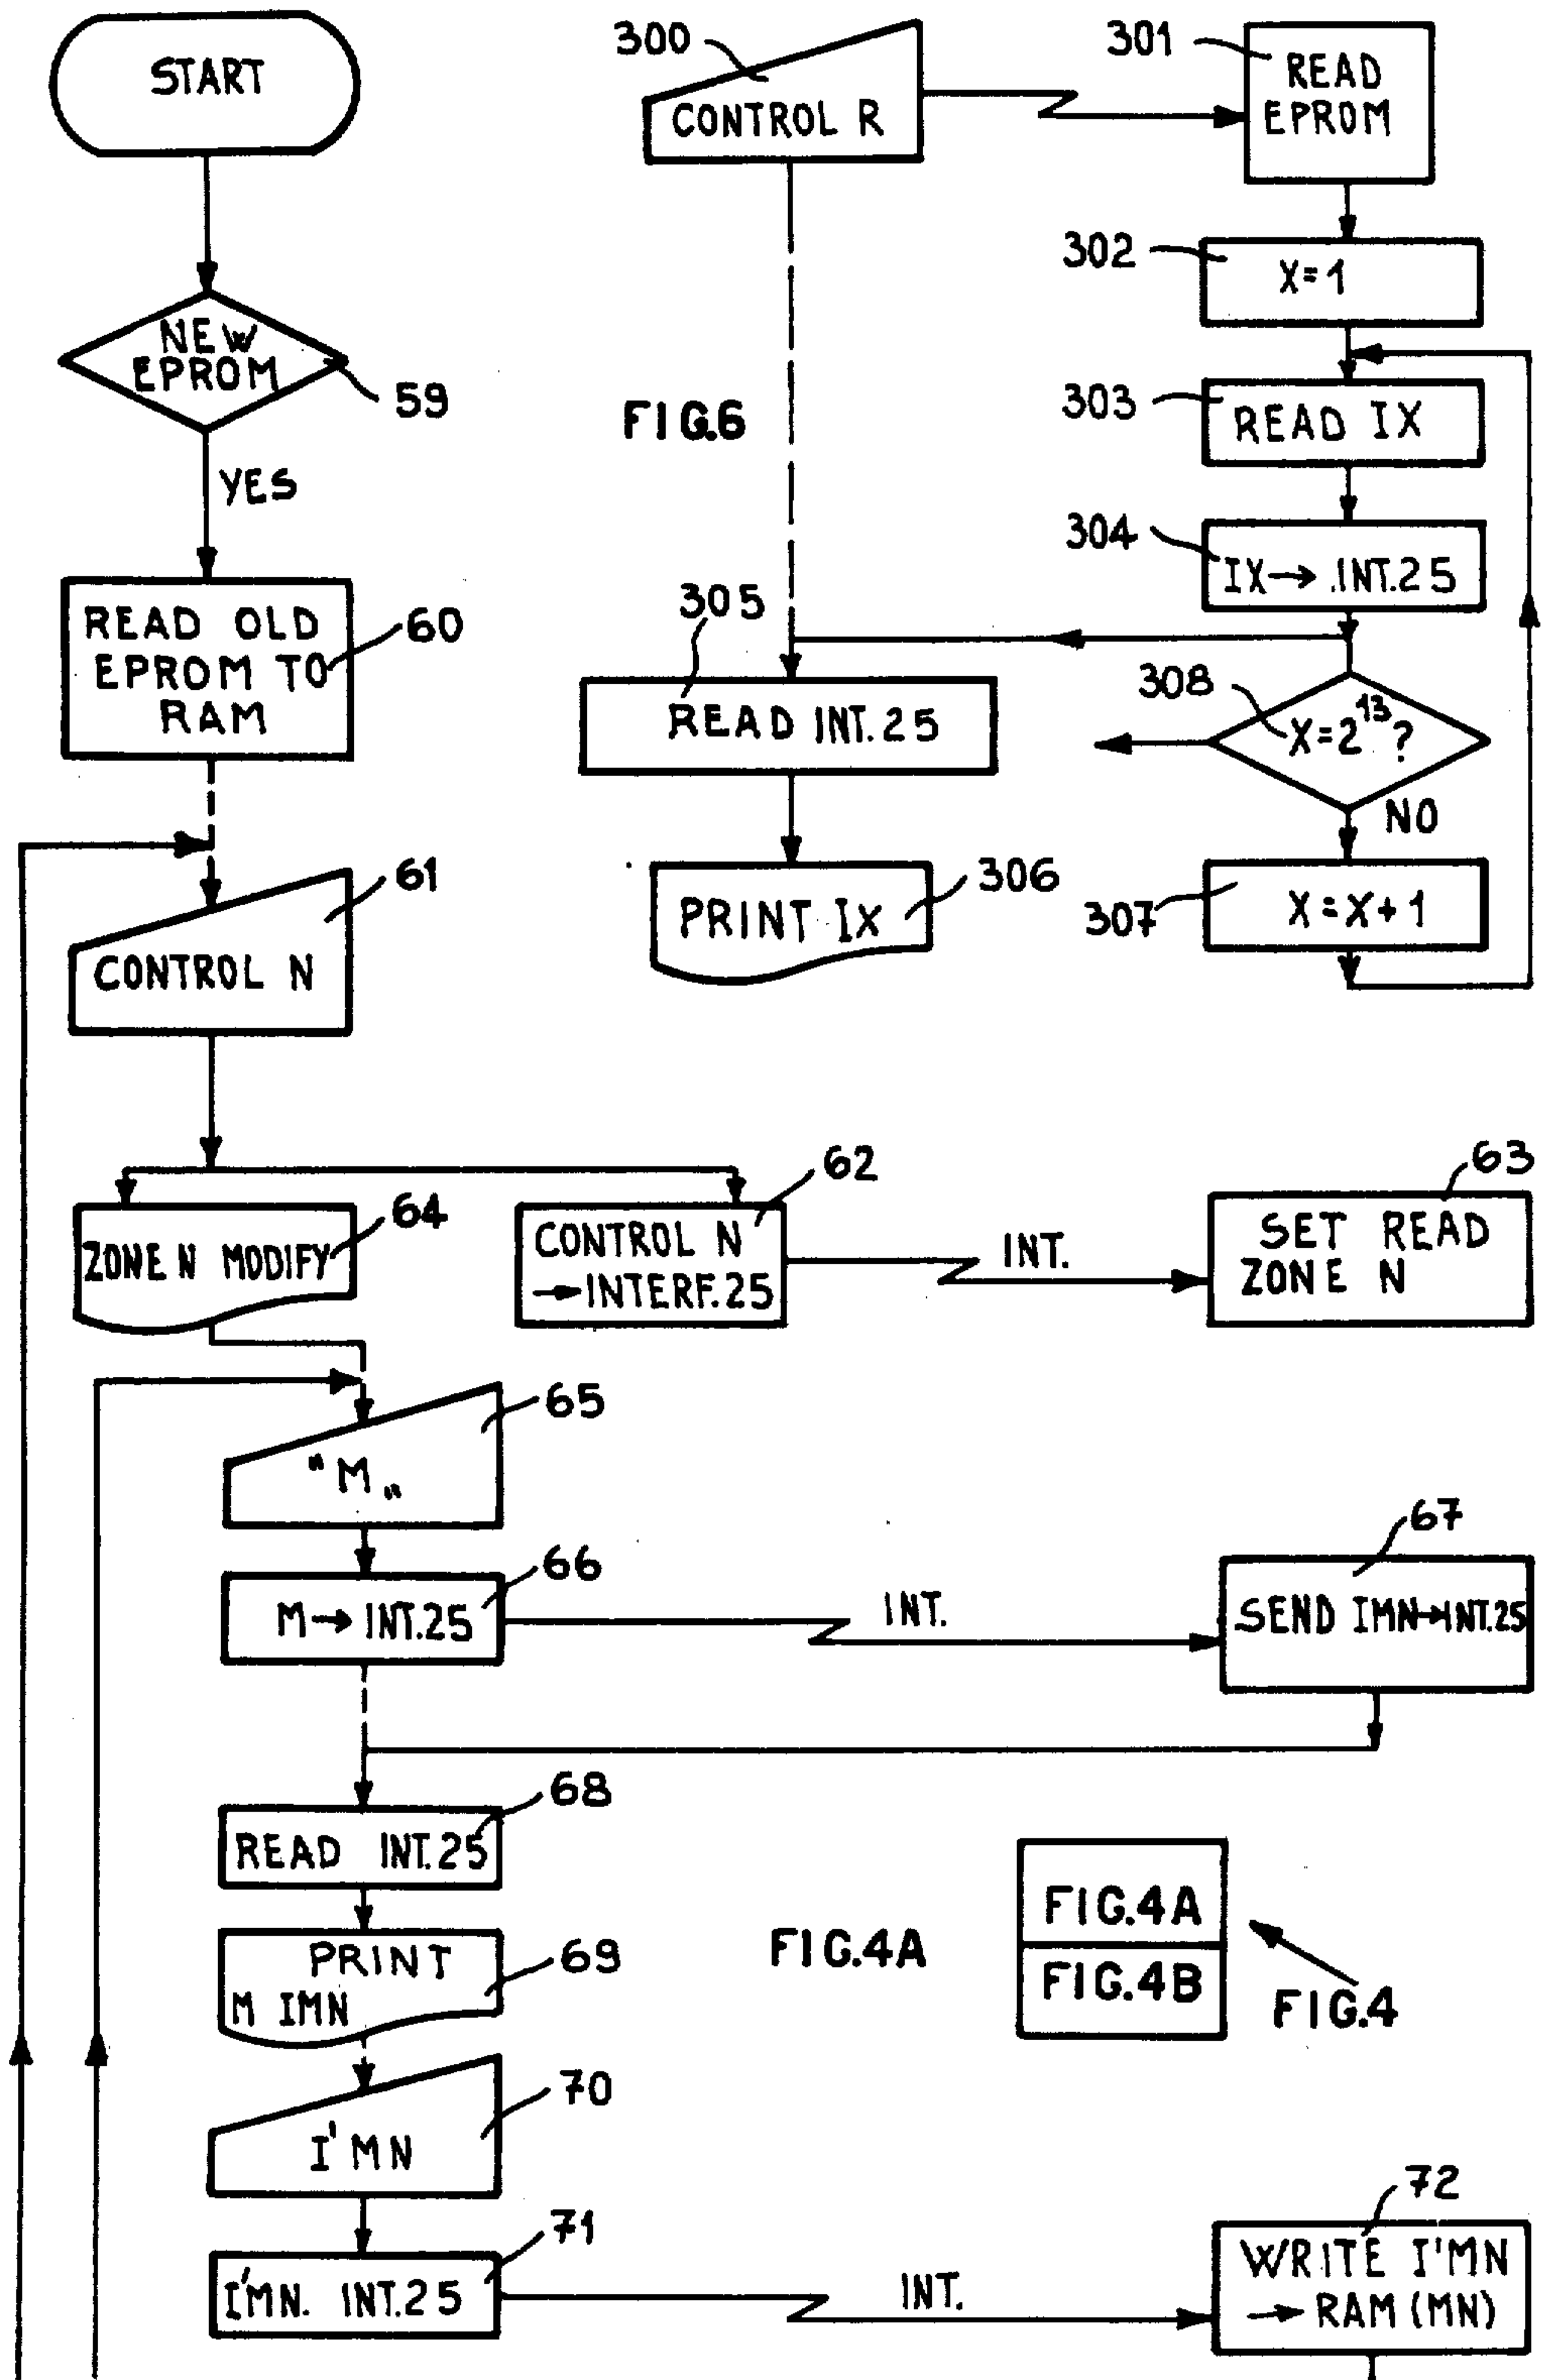 START
NEW
EPROM
59
YES
READ OLD
EPROM TO
RAM
60
61
CONTROL N
64
ZONE N MODIFY
62
CONTROL N
→INTERF.25
INT.
63
SET READ
ZONE N
65
"M„
66
M→INT.25
INT.
67
SEND IMN→INT.25
68
READ INT.25
69
PRINT
M IMN
70
I'MN
71
I'MN. INT.25
INT.
72
WRITE I'MN
→ RAM (MN)
FIG.4A
FIG.4A
FIG.4B
FIG.4
300
CONTROL R
301
READ
EPROM
302
X=1
303
READ IX
304
IX→ .INT.25
305
READ INT.25
308
X=2¹³?
NO
306
PRINT IX
307
X=X+1
FIG.6